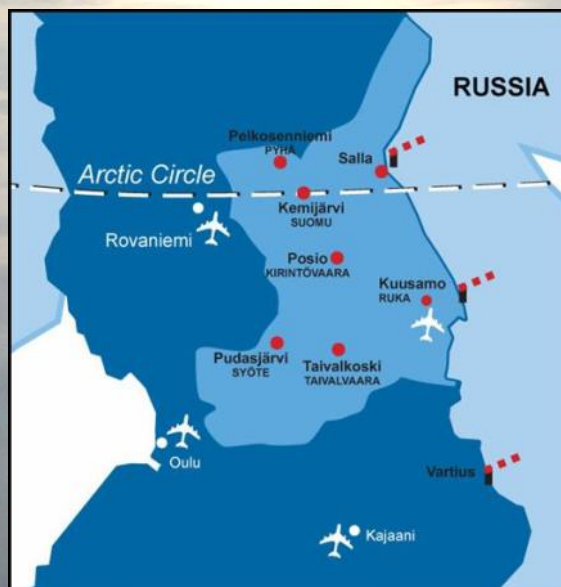 RUSSIA
Pelkosenniemi
PYHÄ
Salla
Arctic Circle
Kemijärvi
SUOMU
Rovaniemi
Posio
KIRINTÖVAARA
Kuusamo
RUKA
Pudasjärvi
SYÖTE
Taivalkoski
TAIVALVAARA
Oulu
Vartius
Kajaani